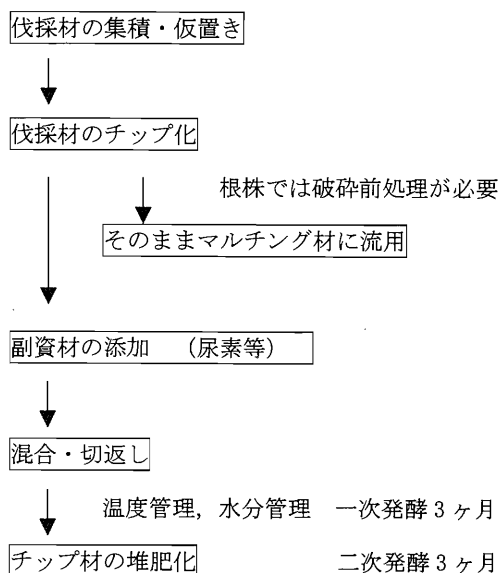 伐採材の集積・仮置き
伐採材のチップ化
根株では破砕前処理が必要
そのままマルチング材に流用
副資材の添加　（尿素等）
混合・切返し
温度管理，水分管理　一次発酵３ヶ月
チップ材の堆肥化　二次発酵３ヶ月